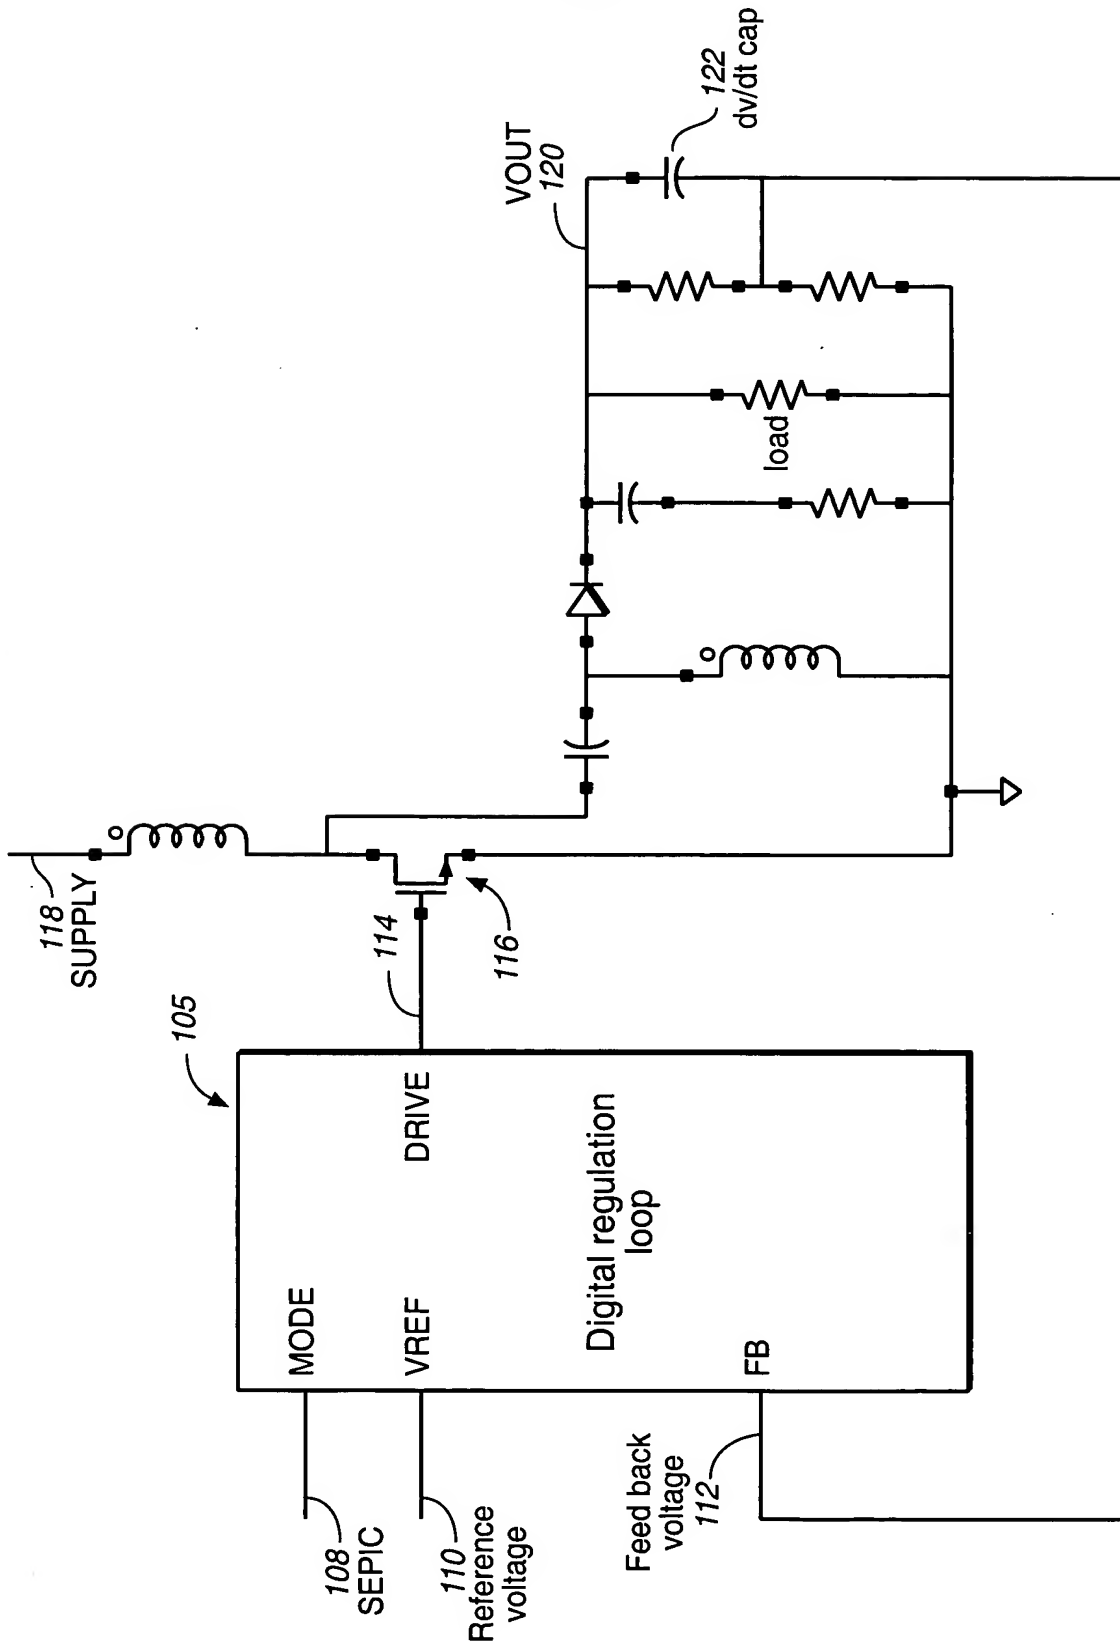 118
SUPPLY
VOUT
120
122
dv/dt cap
105
114
116
load
108
SEPIC
MODE
110
Reference
voltage
VREF
DRIVE
Digital regulation
loop
Feed back
voltage
112
FB